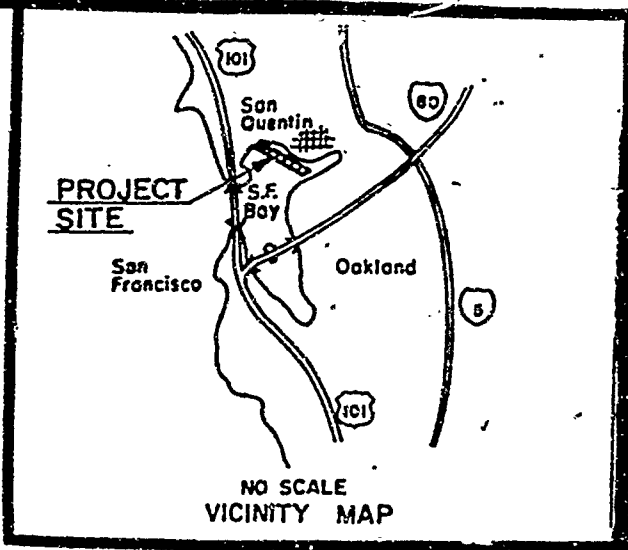 101
80
San
Quentin
PROJECT
SITE
S.F.
Bay
San
Francisco
Oakland
5
101
NO SCALE
VICINITY MAP